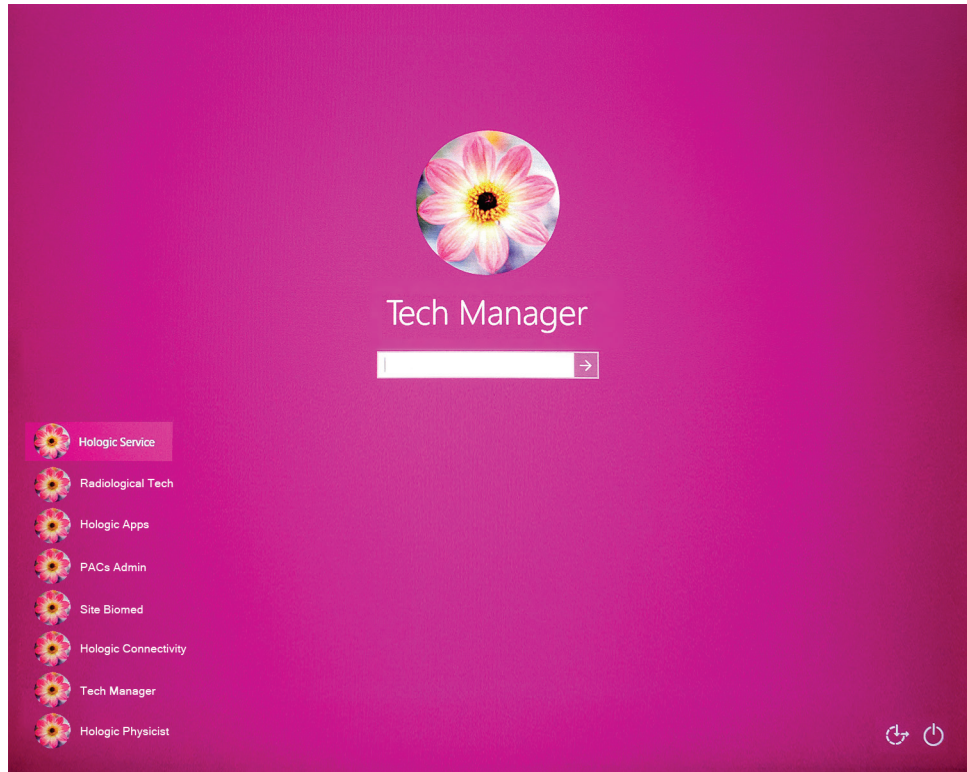 Tech Manager
Hologic Service
Radiological Tech
Hologic Apps
PACs Admin
Site Biomed
Hologic Connectivity
Tech Manager
Hologic Physicist